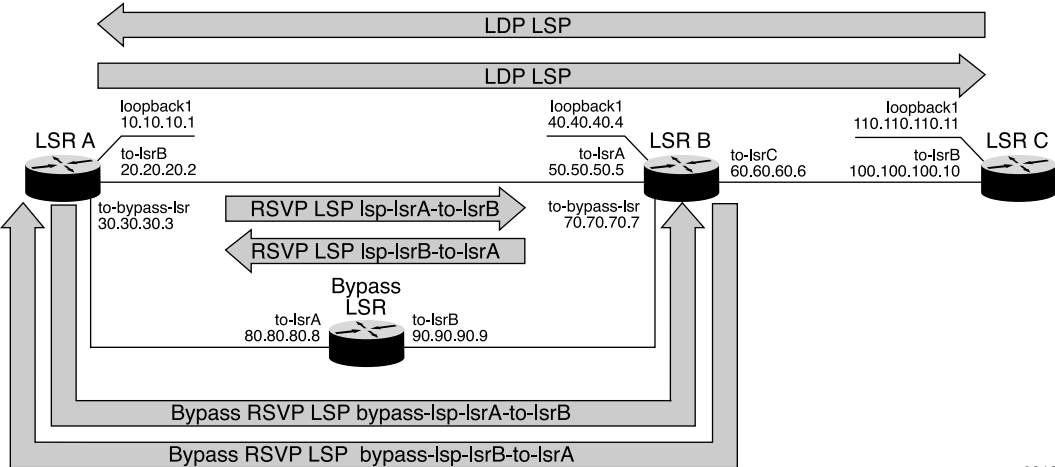 LDP LSP
LDP LSP
loopback1
10.10.10.1
LSR A
to-lsrB
20.20.20.2
loopback1
40.40.40.4
to-lsrA
50.50.50.5
LSR B
to-lsrC
60.60.60.6
loopback1
110.110.110.11
LSR C
to-lsrB
100.100.100.10
to-bypass-lsr
30.30.30.3
RSVP LSP lsp-lsrA-to-lsrB
to-bypass-lsr
70.70.70.7
RSVP LSP lsp-lsrB-to-lsrA
Bypass
LSR
to-lsrA
80.80.80.8
to-lsrB
90.90.90.9
Bypass RSVP LSP bypass-lsp-lsrA-to-lsrB
Bypass RSVP LSP bypass-lsp-lsrB-to-lsrA